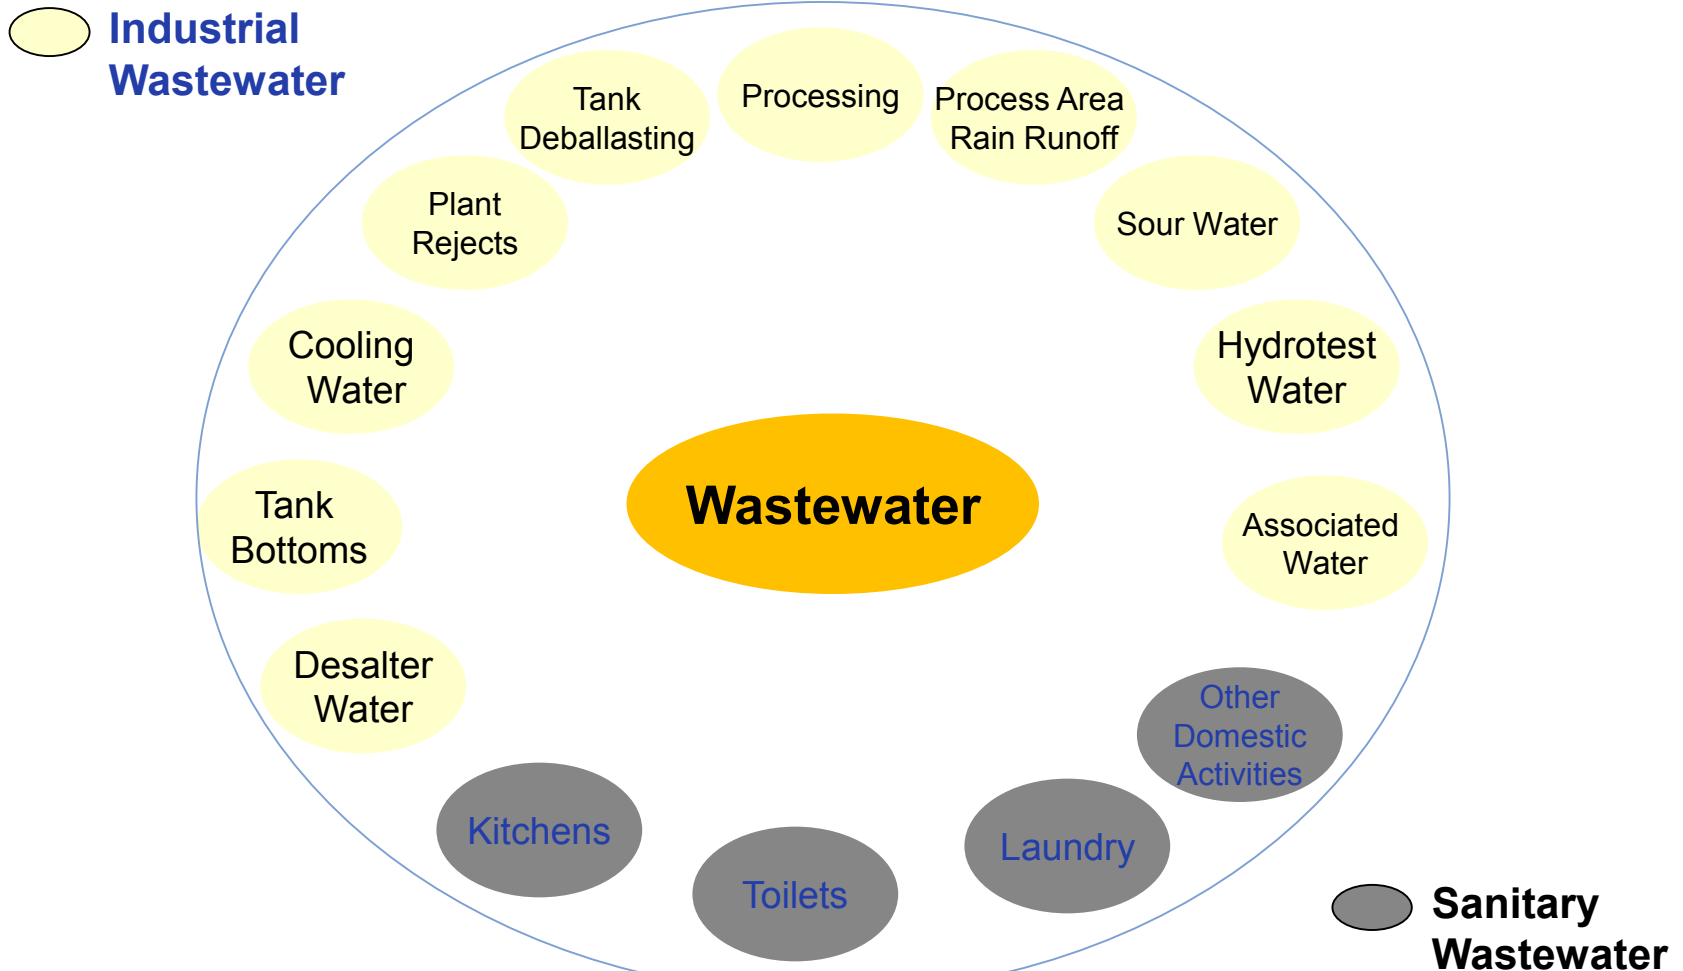 Industrial
Wastewater
Tank
Deballasting
Processing
Process Area
Rain Runoff
Plant
Rejects
Sour Water
Cooling
Water
Hydrotest
Water
Wastewater
Tank
Bottoms
Associated
Water
Desalter
Water
Other
Domestic
Activities
Kitchens
Laundry
Toilets
Sanitary
Wastewater